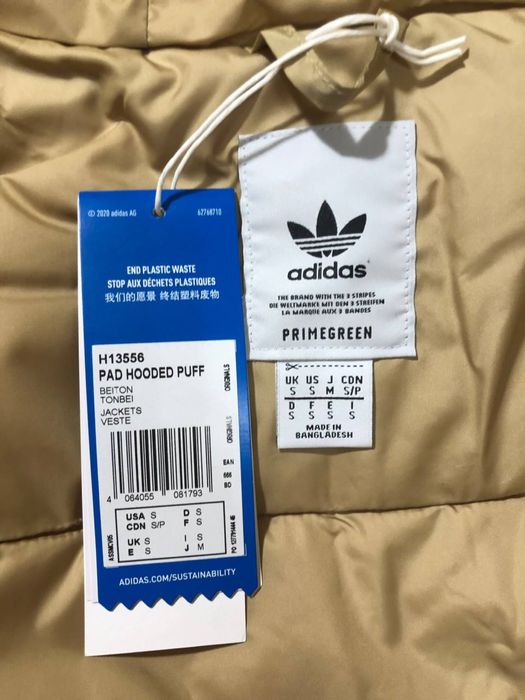 © 2020 adidas AG
62768710
END PLASTIC WASTE
STOP AUX DÉCHETS PLASTIQUES
我们的愿景 终结塑料废物
H13556
PAD HOODED PUFF
BEITON
TONBEI
JACKETS
VESTE
ORIGINALS
ORIGINALS
EAN
666
BO
4 064055 081793
USA S D S
CDN S/P F S
UK S I S
E S J M
ADIDAS.COM/SUSTAINABILITY
adidas
THE BRAND WITH THE 3 STRIPES
DIE WELTMARKE MIT DEN 3 STREIFEN
LA MARQUE AUX 3 BANDES
PRIMEGREEN
UK US J CDN
S S M S/P
D F E I
S S S S
MADE IN
BANGLADESH